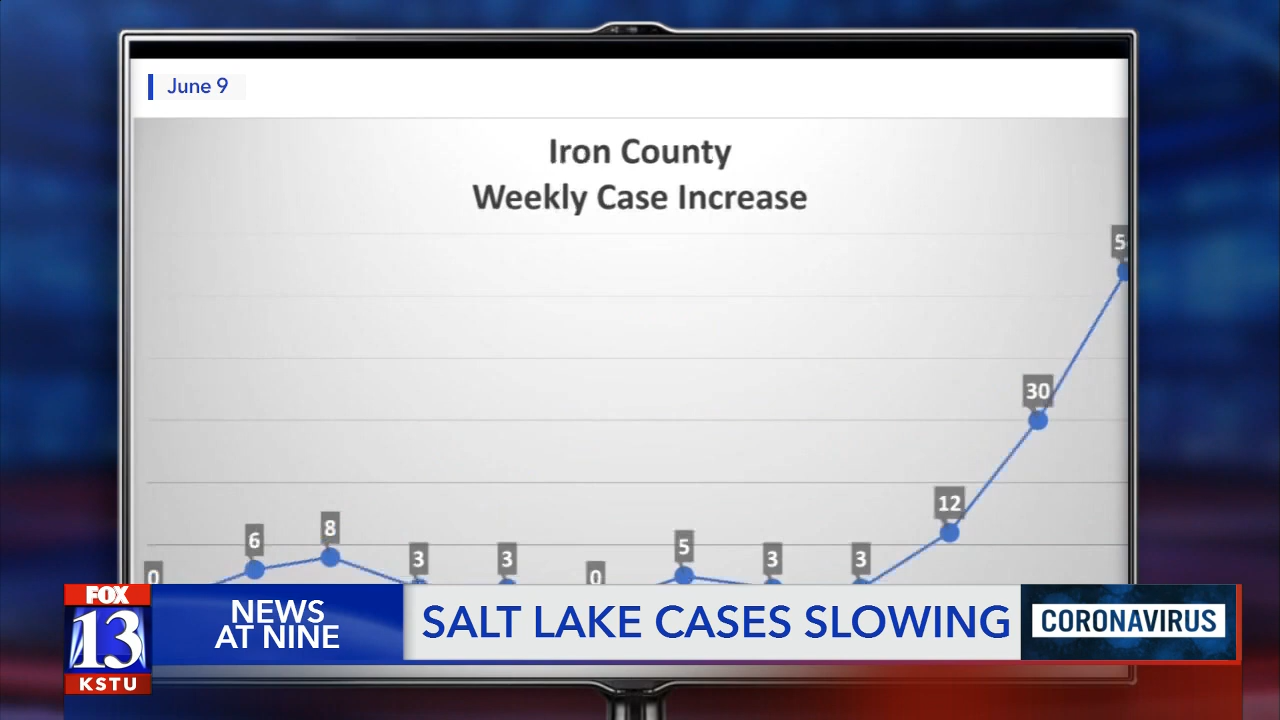 June 9
Iron County
Weekly Case Increase
5
30
12
6
8
3
3
0
0
5
3
3
FOX
13
KSTU
NEWS
AT NINE
SALT LAKE CASES SLOWING
CORONAVIRUS